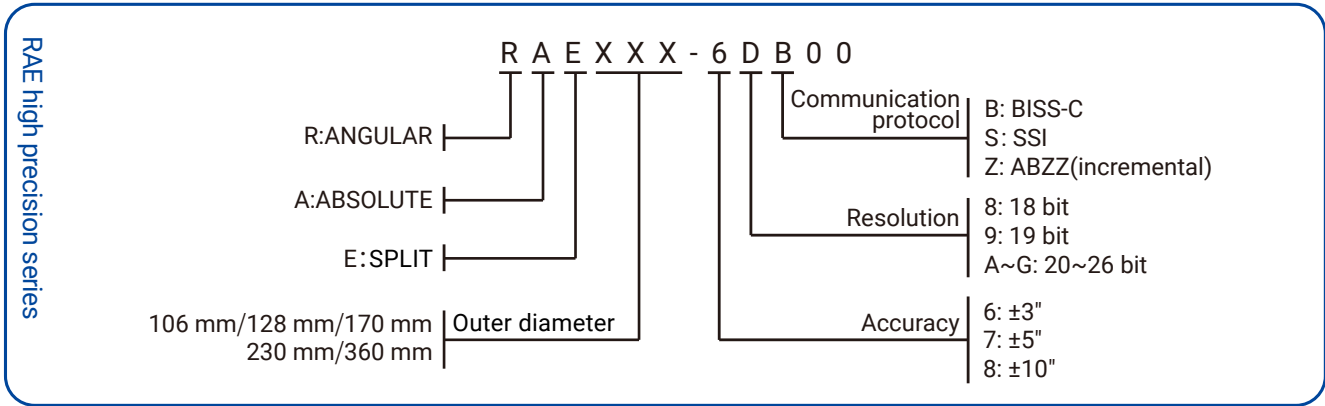 RAE high precision series
R A E X X X - 6 D B 0 0
R:ANGULAR
A:ABSOLUTE
E:SPLIT
106 mm/128 mm/170 mm
230 mm/360 mm
Outer diameter
Communication
protocol
B: BISS-C
S: SSI
Z: ABZZ(incremental)
Resolution
8: 18 bit
9: 19 bit
A~G: 20~26 bit
Accuracy
6: ±3"
7: ±5"
8: ±10"